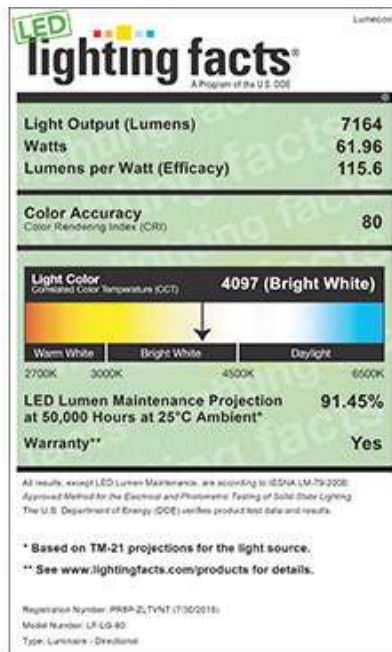 LED
lighting facts®
A Program of the U.S. DOE
Light Output (Lumens) 7164
Watts 61.96
Lumens per Watt (Efficacy) 115.6
Color Accuracy
Color Rendering Index (CRI) 80
Light Color
Correlated Color Temperature (CCT) 4097 (Bright White)
Warm White Bright White Daylight
2700K 3000K 4500K 6500K
LED Lumen Maintenance Projection
at 50,000 Hours at 25°C Ambient* 91.45%
Warranty** Yes
All results, except LED Lumen Maintenance, are according to IESNA LM-79-2008:
Approved Method for the Electrical and Photometric Testing of Solid-State Lighting.
The U.S. Department of Energy (DOE) verifies product test data and results.
* Based on TM-21 projections for the light source.
** See www.lightingfacts.com/products for details.
Registration Number:
Model Number:
Type: Luminaire - Directional